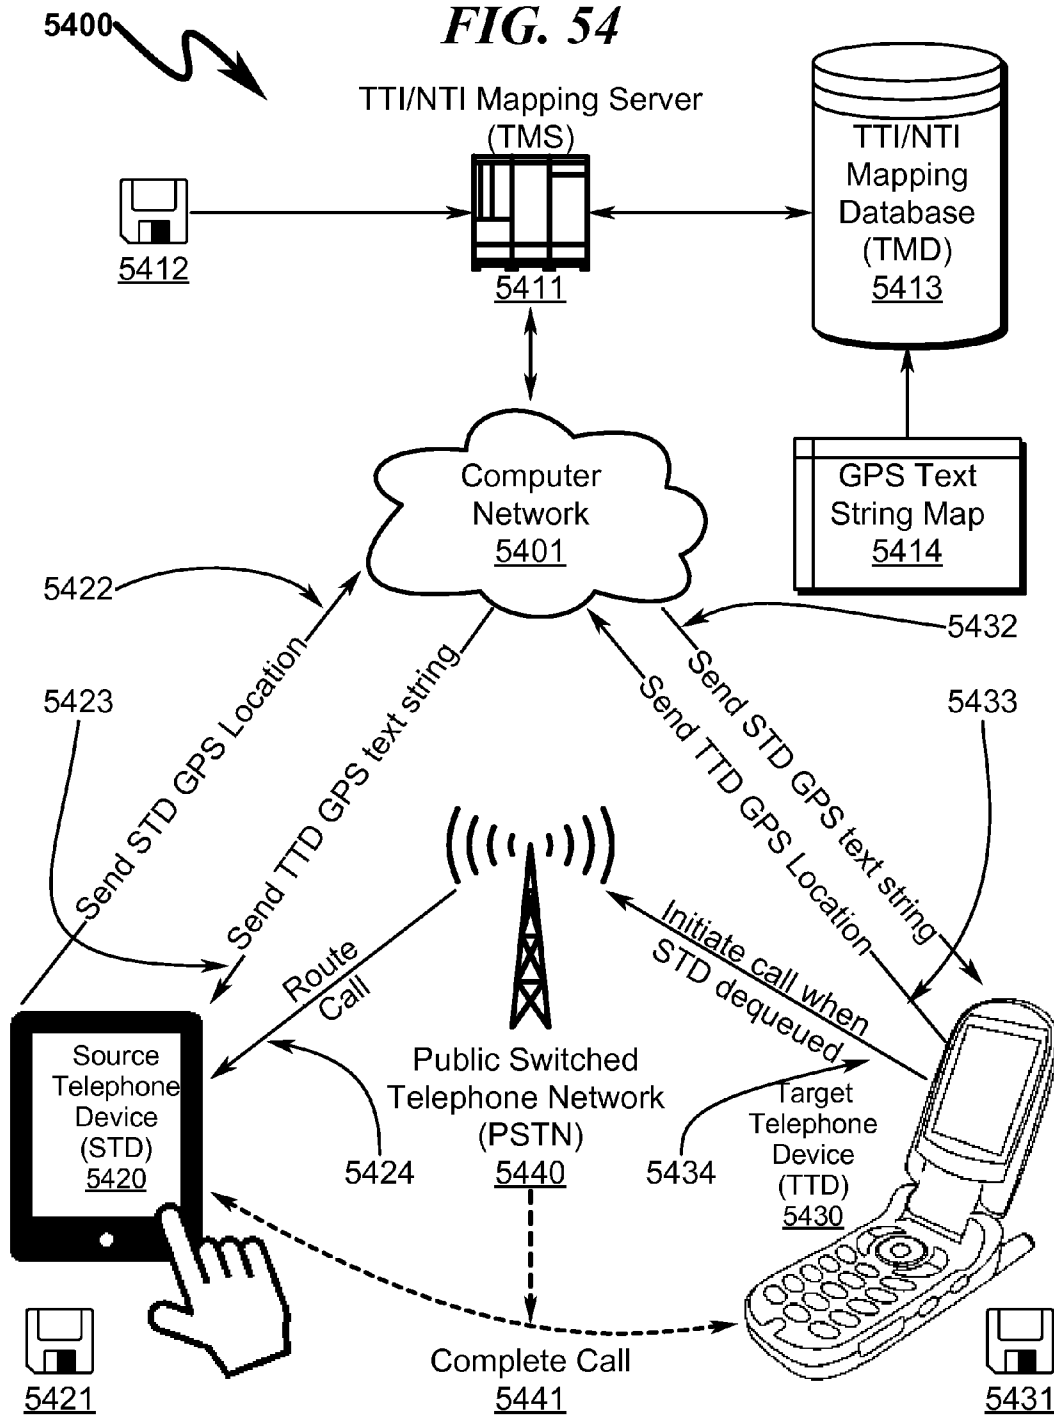 FIG. 54
5400
TTI/NTI Mapping Server
(TMS)
5411
5412
TTI/NTI
Mapping
Database
(TMD)
5413
GPS Text
String Map
5414
Computer
Network
5401
5422
5423
5432
5433
Send STD GPS Location
Send TTD GPS text string
Send STD GPS text string
Send TTD GPS Location
Route
Call
Initiate call when
STD dequeued
Source
Telephone
Device
(STD)
5420
Public Switched
Telephone Network
(PSTN)
5440
5424
5434
Target
Telephone
Device
(TTD)
5430
Complete Call
5441
5421
5431